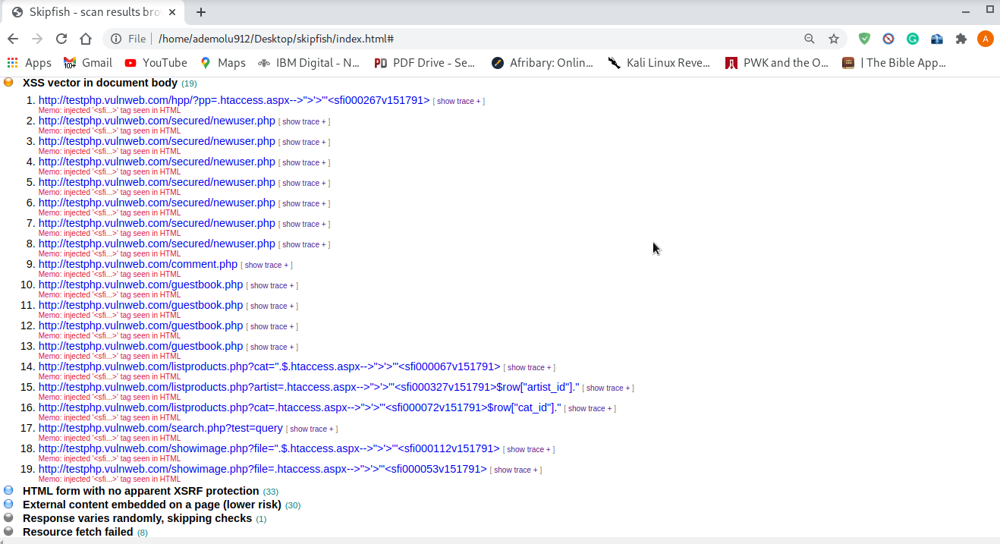 Skipfish - scan results bro
File | /home/ademolu912/Desktop/skipfish/index.html#
A
Apps 100+ Gmail YouTube Maps IBM Digital - N... PD PDF Drive - Se... Afribary: Onlin... Kali Linux Reve... PWK and the O... | The Bible App...
XSS vector in document body (19)
1. http://testphp.vulnweb.com/hpp/?pp=.htaccess.aspx-->">'>'"<sfi000267v151791> [ show trace + ]
Memo: injected '<sfi...>' tag seen in HTML
2. http://testphp.vulnweb.com/secured/newuser.php [ show trace + ]
Memo: injected '<sfi...>' tag seen in HTML
3. http://testphp.vulnweb.com/secured/newuser.php [ show trace + ]
Memo: injected '<sfi...>' tag seen in HTML
4. http://testphp.vulnweb.com/secured/newuser.php [ show trace + ]
Memo: injected '<sfi...>' tag seen in HTML
5. http://testphp.vulnweb.com/secured/newuser.php [ show trace + ]
Memo: injected '<sfi...>' tag seen in HTML
6. http://testphp.vulnweb.com/secured/newuser.php [ show trace + ]
Memo: injected '<sfi...>' tag seen in HTML
7. http://testphp.vulnweb.com/secured/newuser.php [ show trace + ]
Memo: injected '<sfi...>' tag seen in HTML
8. http://testphp.vulnweb.com/secured/newuser.php [ show trace + ]
Memo: injected '<sfi...>' tag seen in HTML
9. http://testphp.vulnweb.com/comment.php [ show trace + ]
Memo: injected '<sfi...>' tag seen in HTML
10. http://testphp.vulnweb.com/guestbook.php [ show trace + ]
Memo: injected '<sfi...>' tag seen in HTML
11. http://testphp.vulnweb.com/guestbook.php [ show trace + ]
Memo: injected '<sfi...>' tag seen in HTML
12. http://testphp.vulnweb.com/guestbook.php [ show trace + ]
Memo: injected '<sfi...>' tag seen in HTML
13. http://testphp.vulnweb.com/guestbook.php [ show trace + ]
Memo: injected '<sfi...>' tag seen in HTML
14. http://testphp.vulnweb.com/listproducts.php?cat=".$.htaccess.aspx-->">'>'"<sfi000067v151791> [ show trace + ]
Memo: injected '<sfi...>' tag seen in HTML
15. http://testphp.vulnweb.com/listproducts.php?artist=.htaccess.aspx-->">'>'"<sfi000327v151791>$row["artist_id"]." [ show trace + ]
Memo: injected '<sfi...>' tag seen in HTML
16. http://testphp.vulnweb.com/listproducts.php?cat=.htaccess.aspx-->">'>'"<sfi000072v151791>$row["cat_id"]." [ show trace + ]
Memo: injected '<sfi...>' tag seen in HTML
17. http://testphp.vulnweb.com/search.php?test=query [ show trace + ]
Memo: injected '<sfi...>' tag seen in HTML
18. http://testphp.vulnweb.com/showimage.php?file=".$.htaccess.aspx-->">'>'"<sfi000112v151791> [ show trace + ]
Memo: injected '<sfi...>' tag seen in HTML
19. http://testphp.vulnweb.com/showimage.php?file=.htaccess.aspx-->">'>'"<sfi000053v151791> [ show trace + ]
Memo: injected '<sfi...>' tag seen in HTML
HTML form with no apparent XSRF protection (33)
External content embedded on a page (lower risk) (30)
Response varies randomly, skipping checks (1)
Resource fetch failed (8)